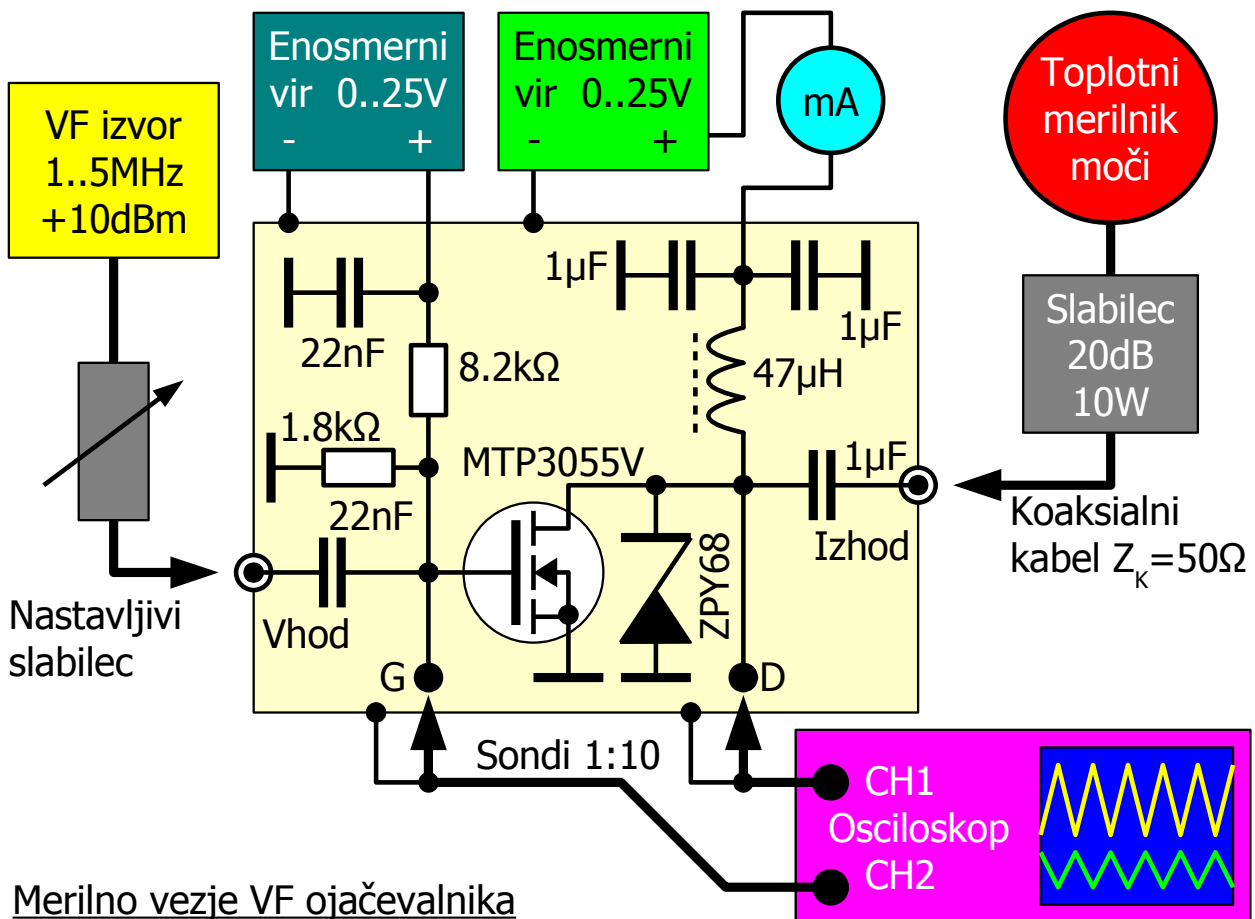 Enosmerni
vir 0..25V
- +
Enosmerni
vir 0..25V
- +
mA
Toplotni
merilnik
moči
VF izvor
1..5MHz
+10dBm
1µF
1µF
22nF
8.2kΩ
47µH
Slabilec
20dB
10W
1.8kΩ
MTP3055V
1µF
22nF
Izhod
Koaksialni
kabel ZK=50Ω
ZPY68
Nastavljivi
slabilec
Vhod
G
D
Sondi 1:10
CH1
Osciloskop
CH2
Merilno vezje VF ojačevalnika